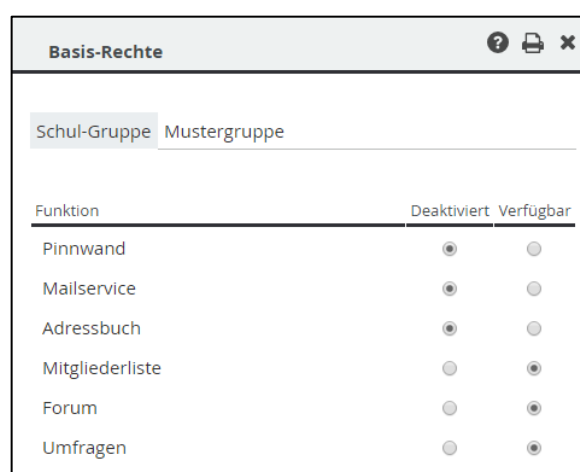 Basis-Rechte
Schul-Gruppe Mustergruppe
Funktion Deaktiviert Verfügbar
Pinnwand
Mailservice
Adressbuch
Mitgliederliste
Forum
Umfragen